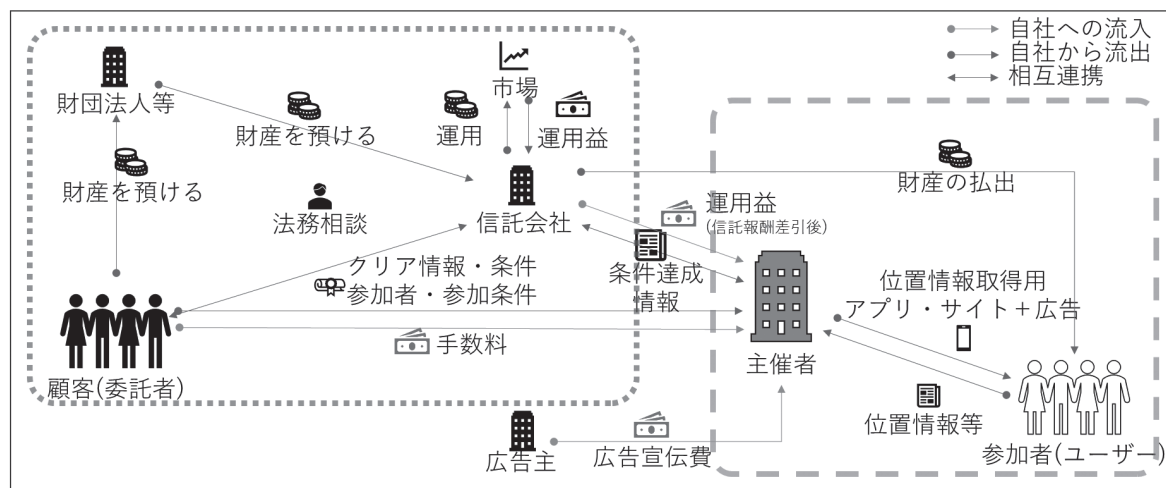 自社への流入
自社から流出
相互連携
市場
財団法人等
財産を預ける
運用
運用益
財産を預ける
法務相談
信託会社
財産の払出
運用益
(信託報酬差引後)
クリア情報・条件
参加者・参加条件
条件達成
情報
位置情報取得用
アプリ・サイト＋広告
手数料
主催者
顧客(委託者)
位置情報等
広告主
広告宣伝費
参加者(ユーザー)